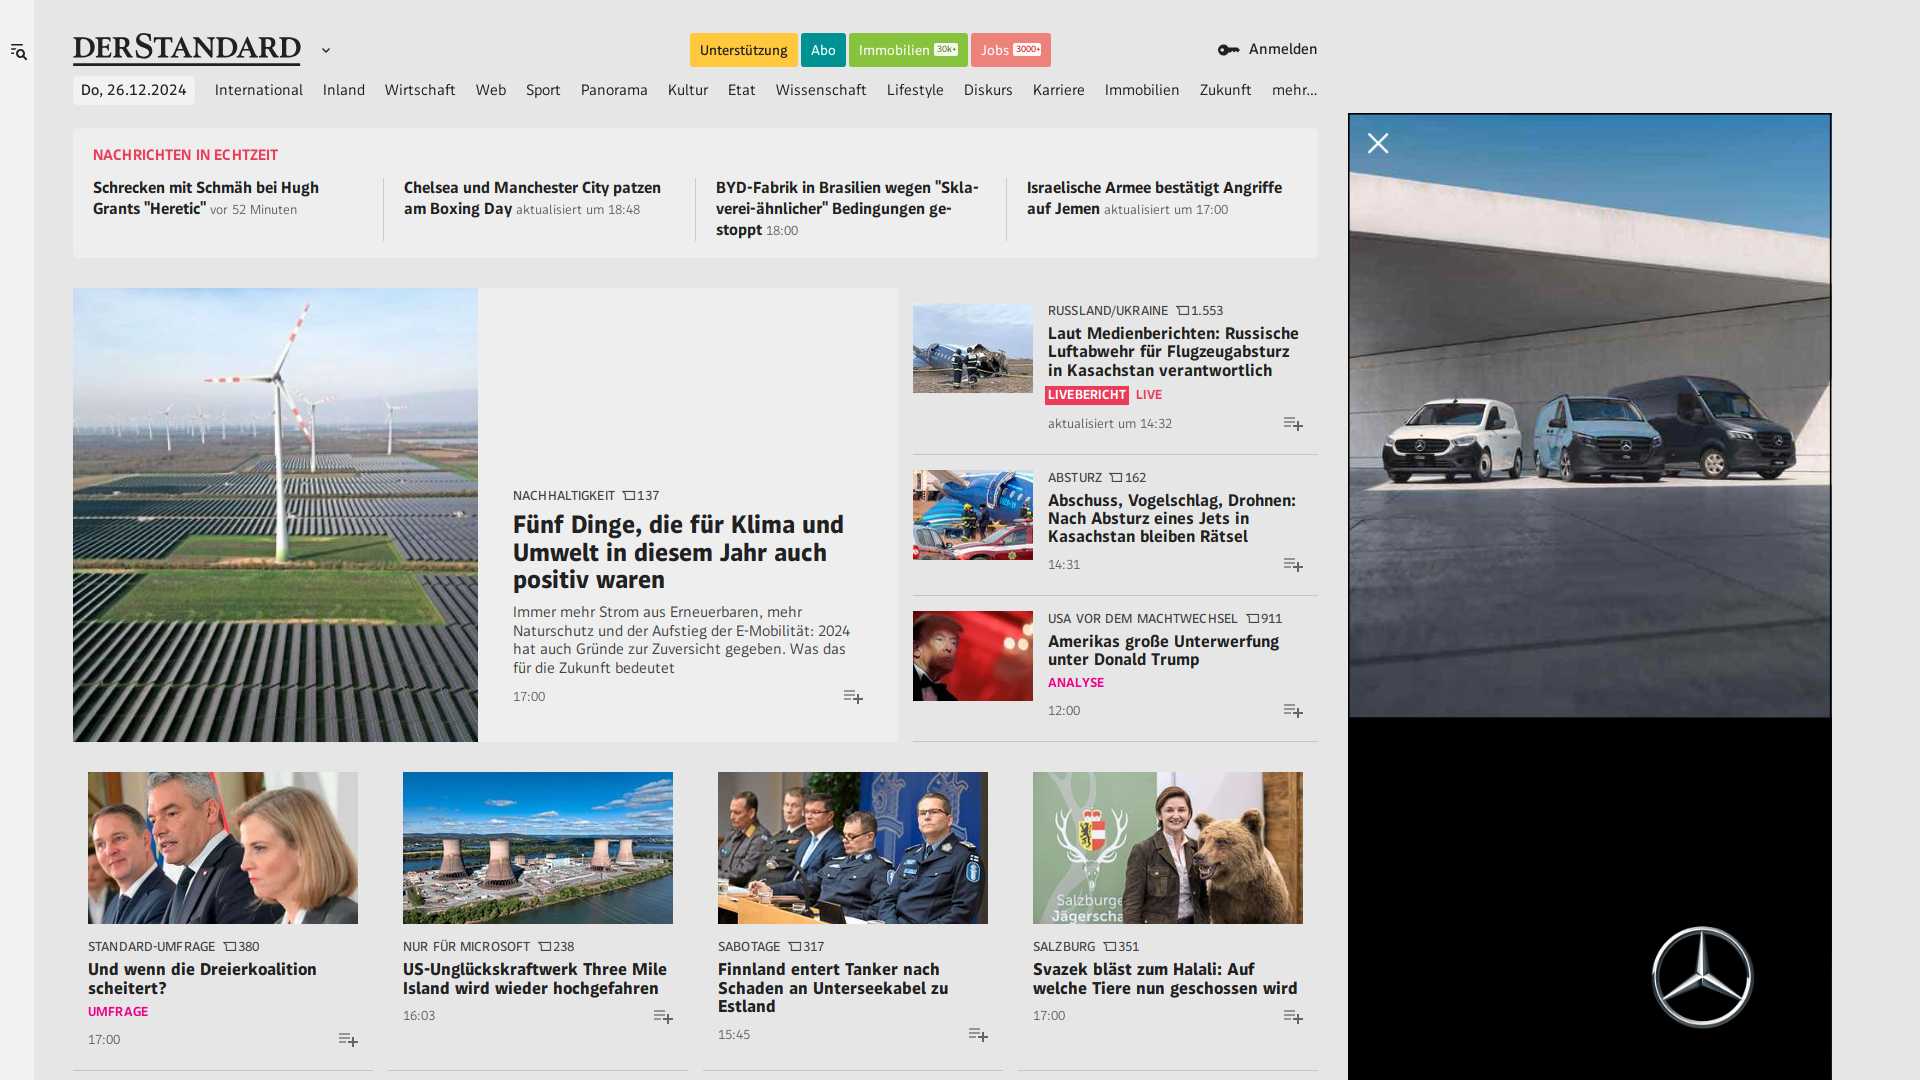 DERSTANDARD
Unterstützung
Abo
Immobilien 30k+
Jobs 3000+
Anmelden
Do, 26.12.2024
International
Inland
Wirtschaft
Web
Sport
Panorama
Kultur
Etat
Wissenschaft
Lifestyle
Diskurs
Karriere
Immobilien
Zukunft
mehr...
NACHRICHTEN IN ECHTZEIT
Schrecken mit Schmäh bei Hugh
Grants "Heretic" vor 52 Minuten
Chelsea und Manchester City patzen
am Boxing Day aktualisiert um 18:48
BYD-Fabrik in Brasilien wegen "Skla-
verei-ähnlicher" Bedingungen ge-
stoppt 18:00
Israelische Armee bestätigt Angriffe
auf Jemen aktualisiert um 17:00
NACHHALTIGKEIT 137
Fünf Dinge, die für Klima und
Umwelt in diesem Jahr auch
positiv waren
Immer mehr Strom aus Erneuerbaren, mehr
Naturschutz und der Aufstieg der E-Mobilität: 2024
hat auch Gründe zur Zuversicht gegeben. Was das
für die Zukunft bedeutet
17:00
RUSSLAND/UKRAINE 1.553
Laut Medienberichten: Russische
Luftabwehr für Flugzeugabsturz
in Kasachstan verantwortlich
LIVEBERICHT LIVE
aktualisiert um 14:32
ABSTURZ 162
Abschuss, Vogelschlag, Drohnen:
Nach Absturz eines Jets in
Kasachstan bleiben Rätsel
14:31
USA VOR DEM MACHTWECHSEL 911
Amerikas große Unterwerfung
unter Donald Trump
ANALYSE
12:00
STANDARD-UMFRAGE 380
Und wenn die Dreierkoalition
scheitert?
UMFRAGE
17:00
NUR FÜR MICROSOFT 238
US-Unglückskraftwerk Three Mile
Island wird wieder hochgefahren
16:03
SABOTAGE 317
Finnland entert Tanker nach
Schaden an Unterseekabel zu
Estland
15:45
Salzburge
Jägerscha
SALZBURG 351
Svazek bläst zum Halali: Auf
welche Tiere nun geschossen wird
17:00